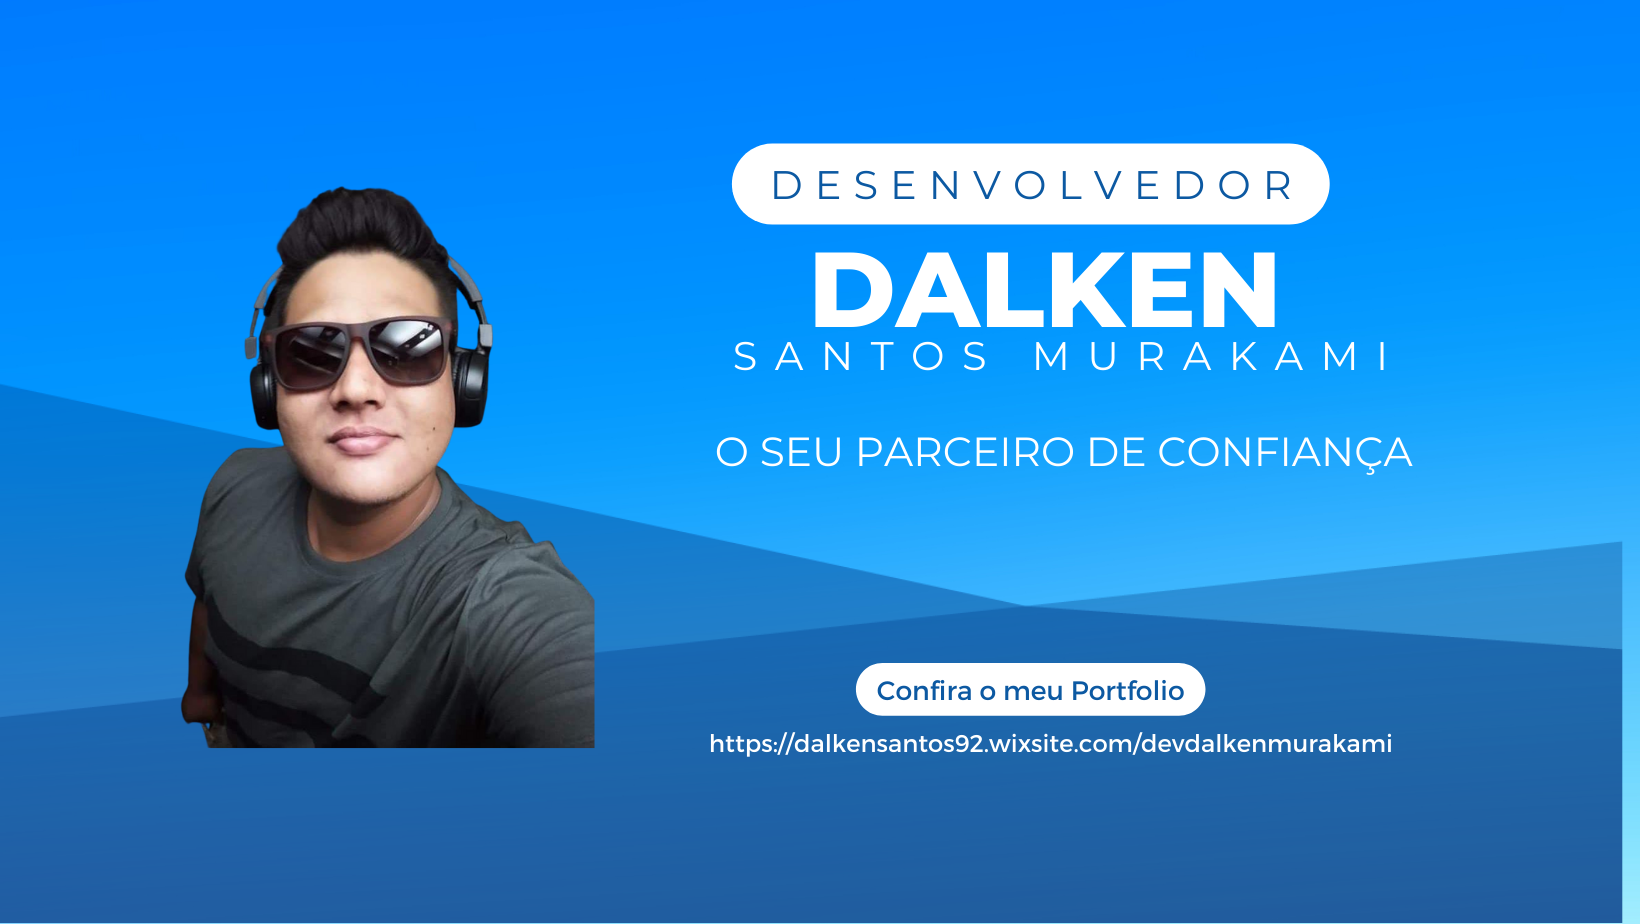 DESENVOLVEDOR
DALKEN
SANTOS MURAKAMI
O SEU PARCEIRO DE CONFIANÇA
Confira o meu Portfolio
https://dalkensantos92.wixsite.com/devdalkenmurakami